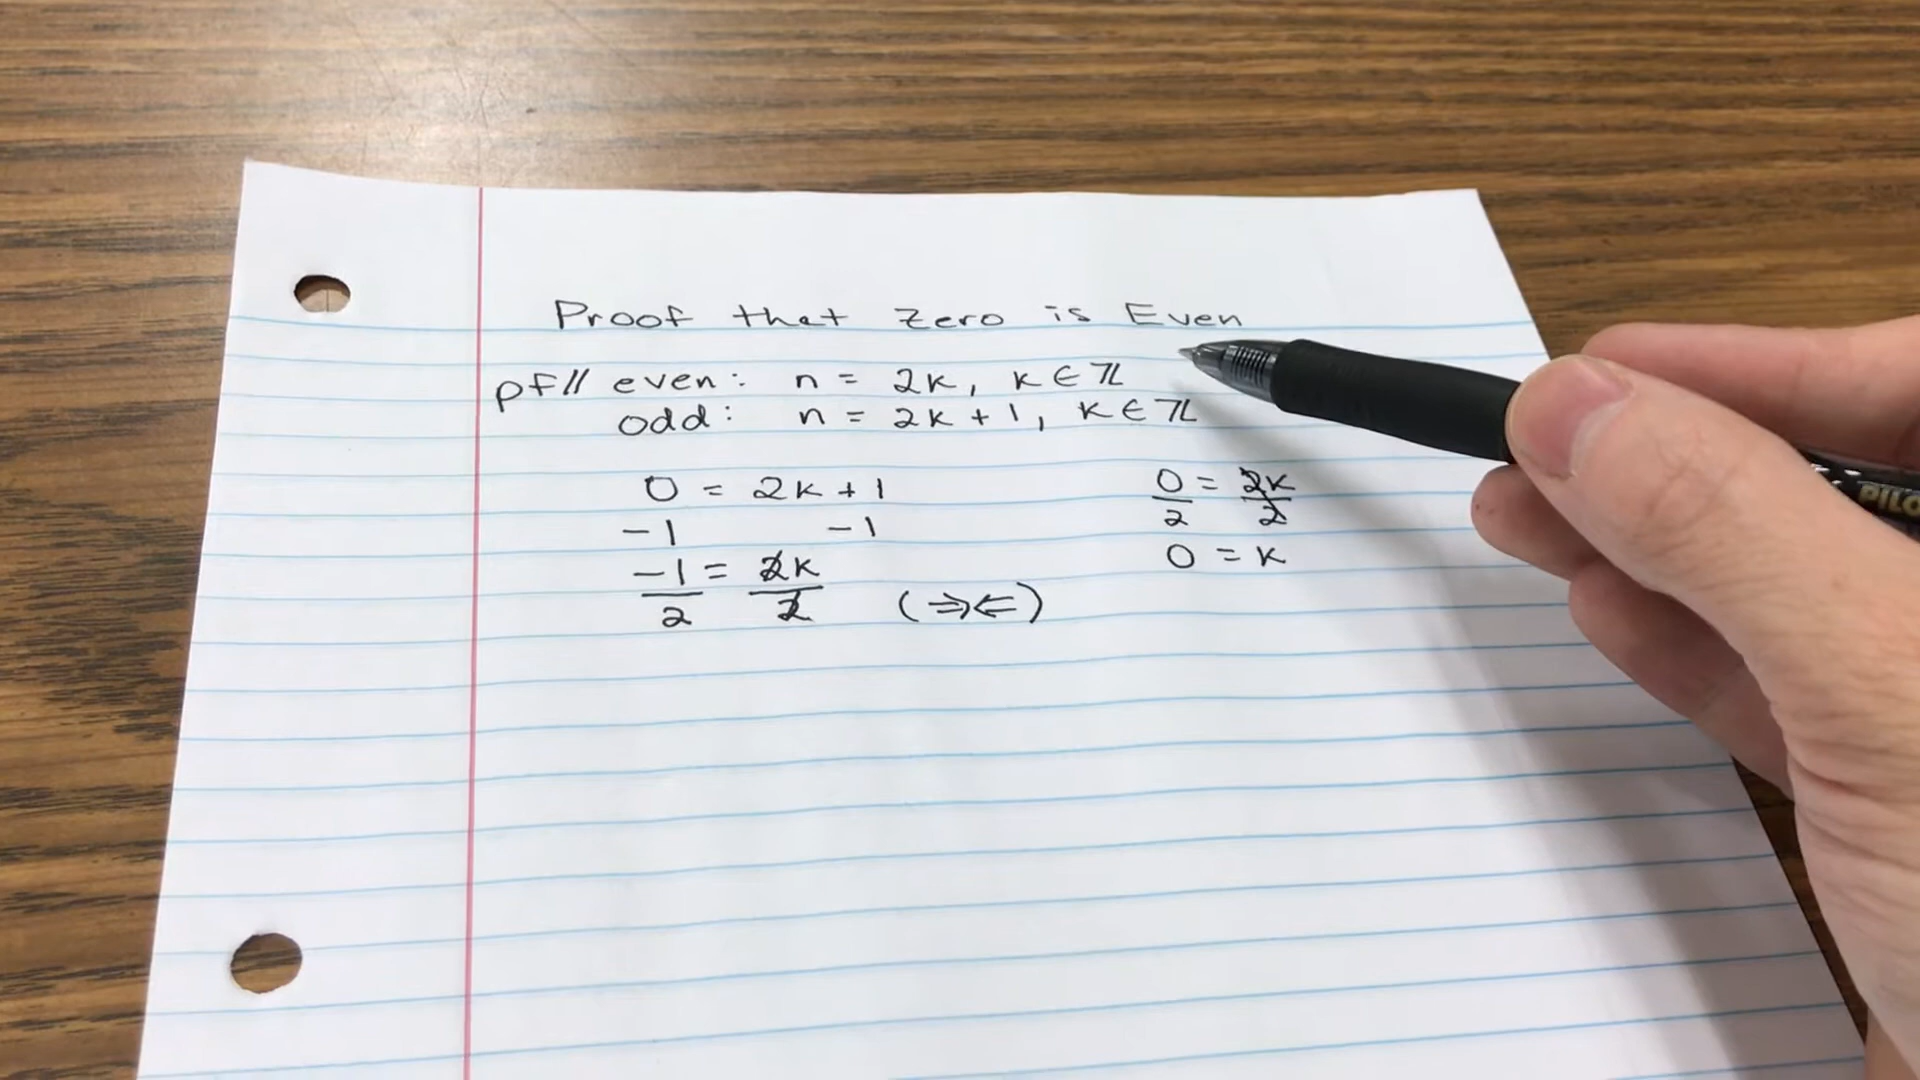 Proof that Zero is Even
pf// even: n = 2k, k ∈ ℤ
odd: n = 2k + 1, k ∈ ℤ
0 = 2k + 1
-1 -1
-1 = 2k
2 2 (⇒⇐)
0 = 2k
2 2
0 = k
PILO